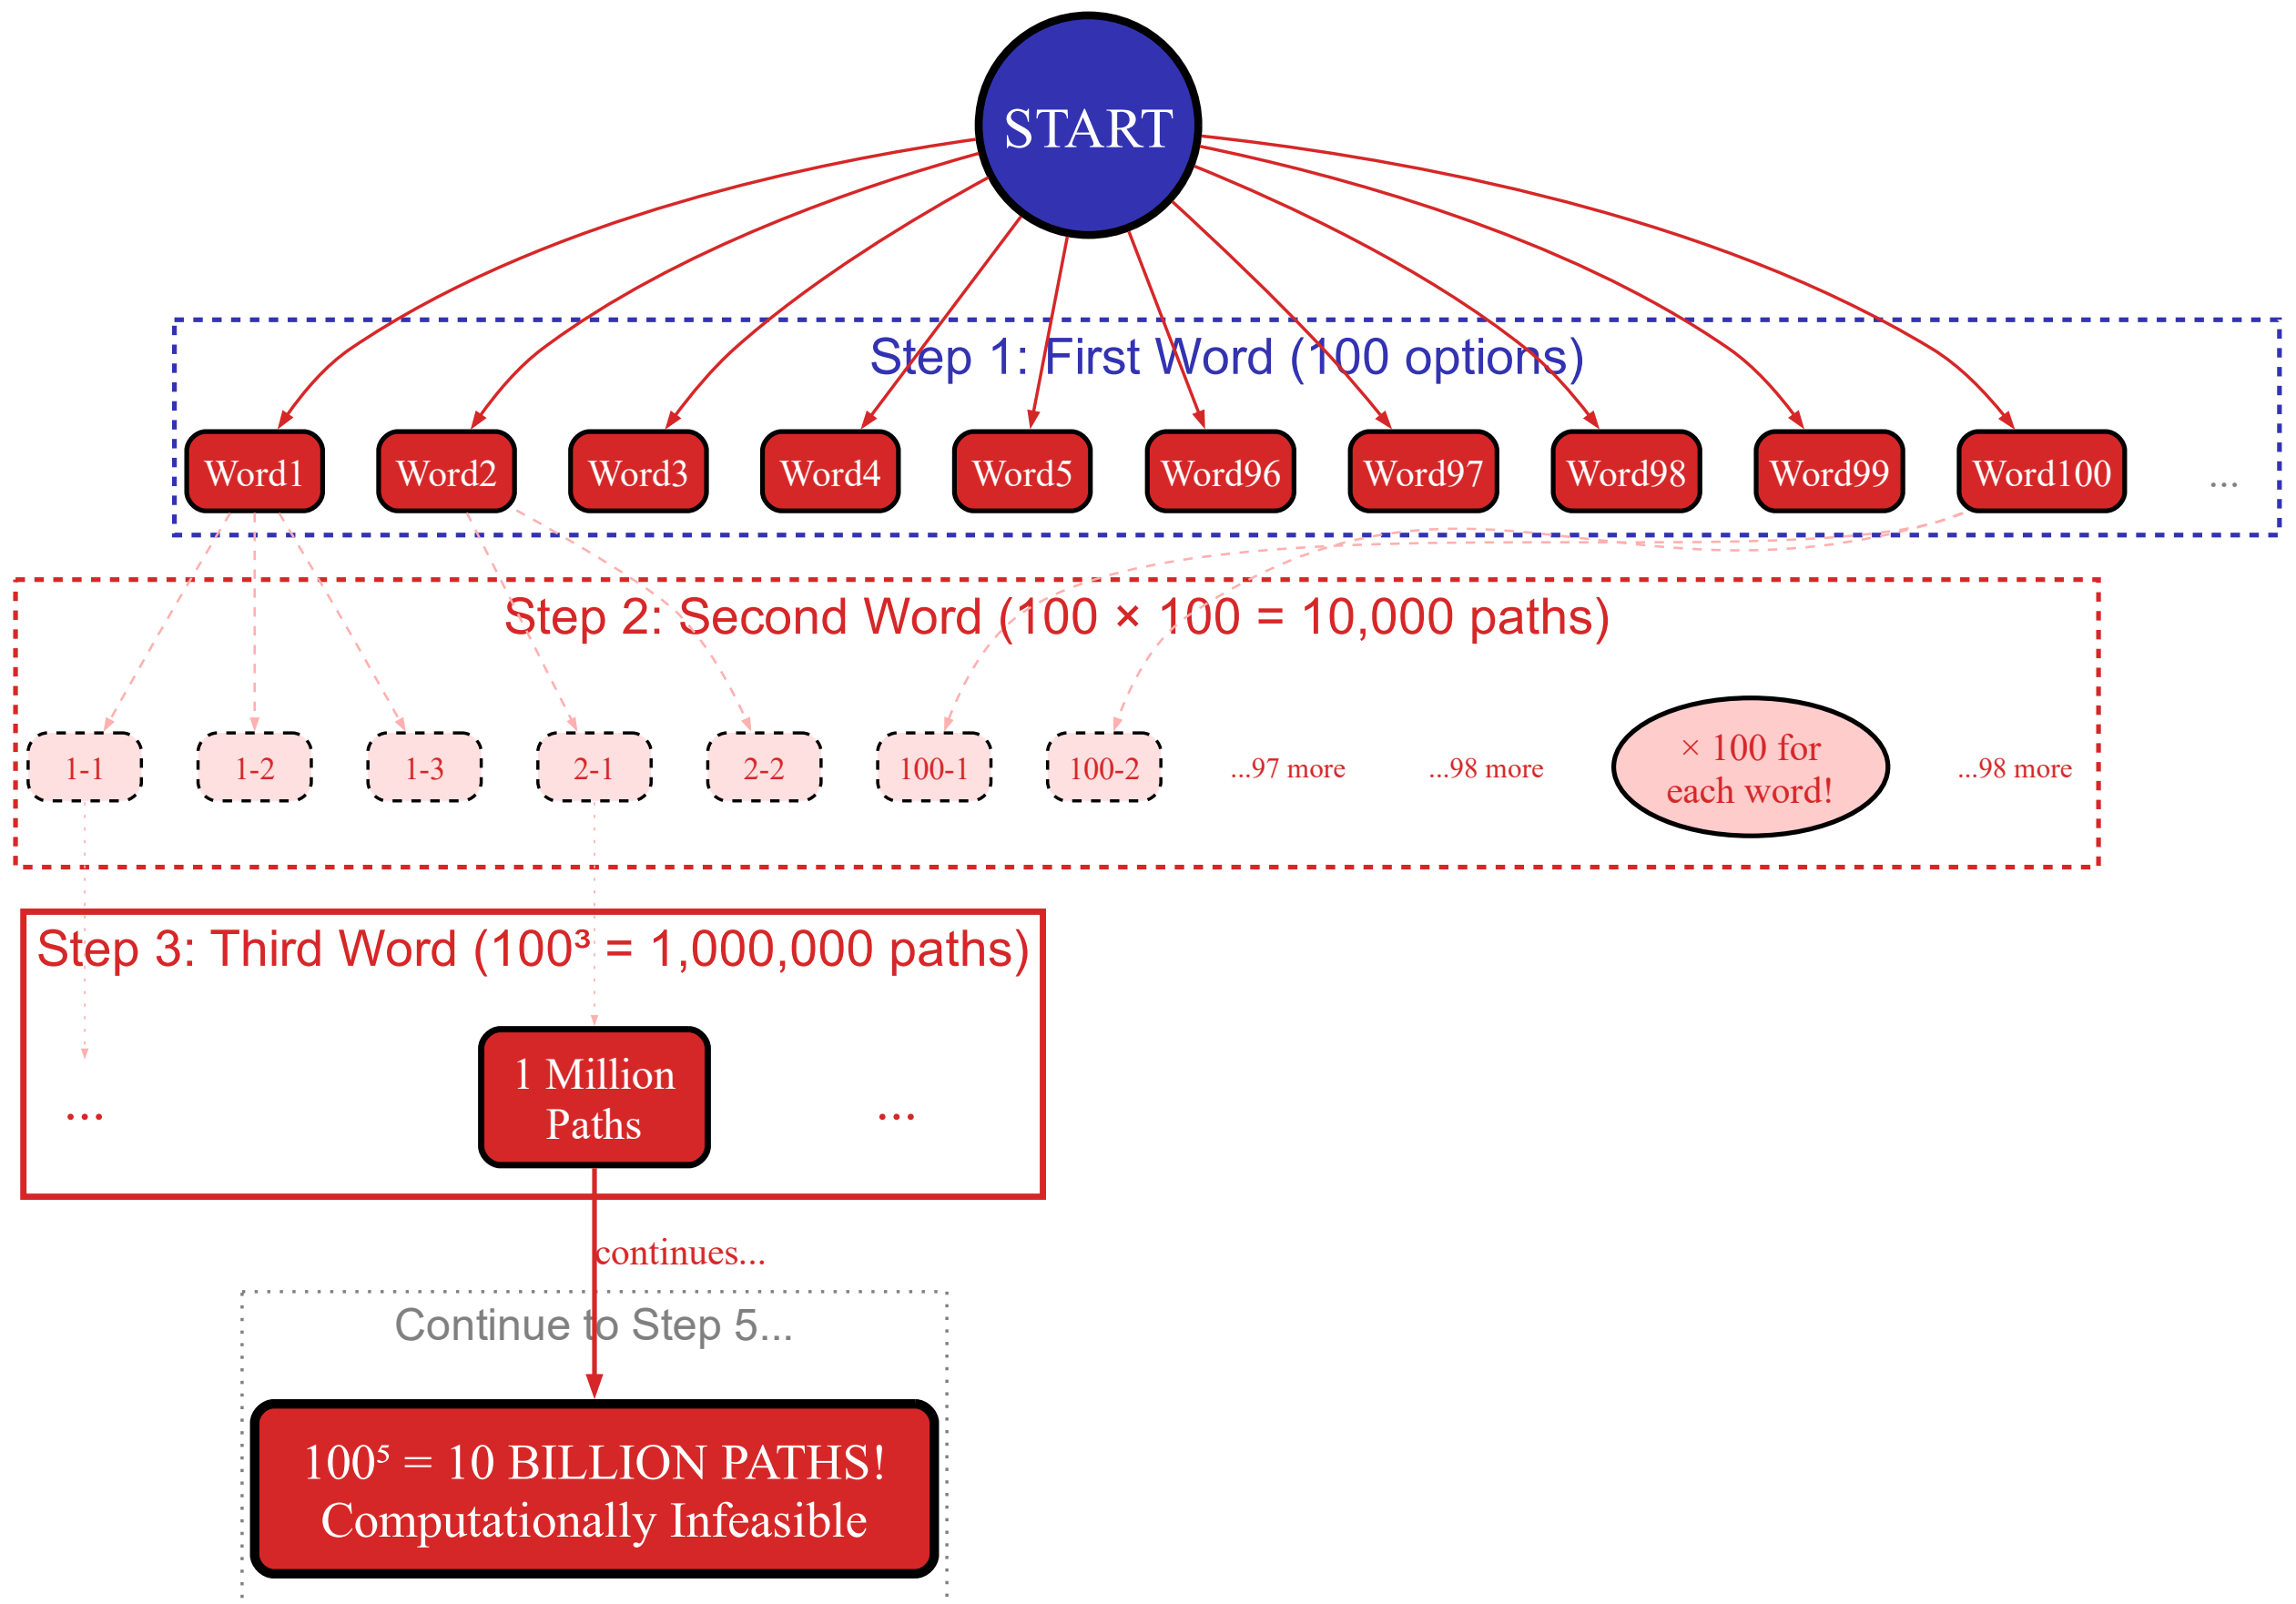 START
Step 1: First Word (100 options)
Word1
Word2
Word3
Word4
Word5
Word96
Word97
Word98
Word99
Word100
...
Step 2: Second Word (100 × 100 = 10,000 paths)
1-1
1-2
1-3
2-1
2-2
100-1
100-2
...97 more
...98 more
× 100 for
each word!
...98 more
Step 3: Third Word (100³ = 1,000,000 paths)
...
1 Million
Paths
...
continues...
Continue to Step 5...
100⁵ = 10 BILLION PATHS!
Computationally Infeasible